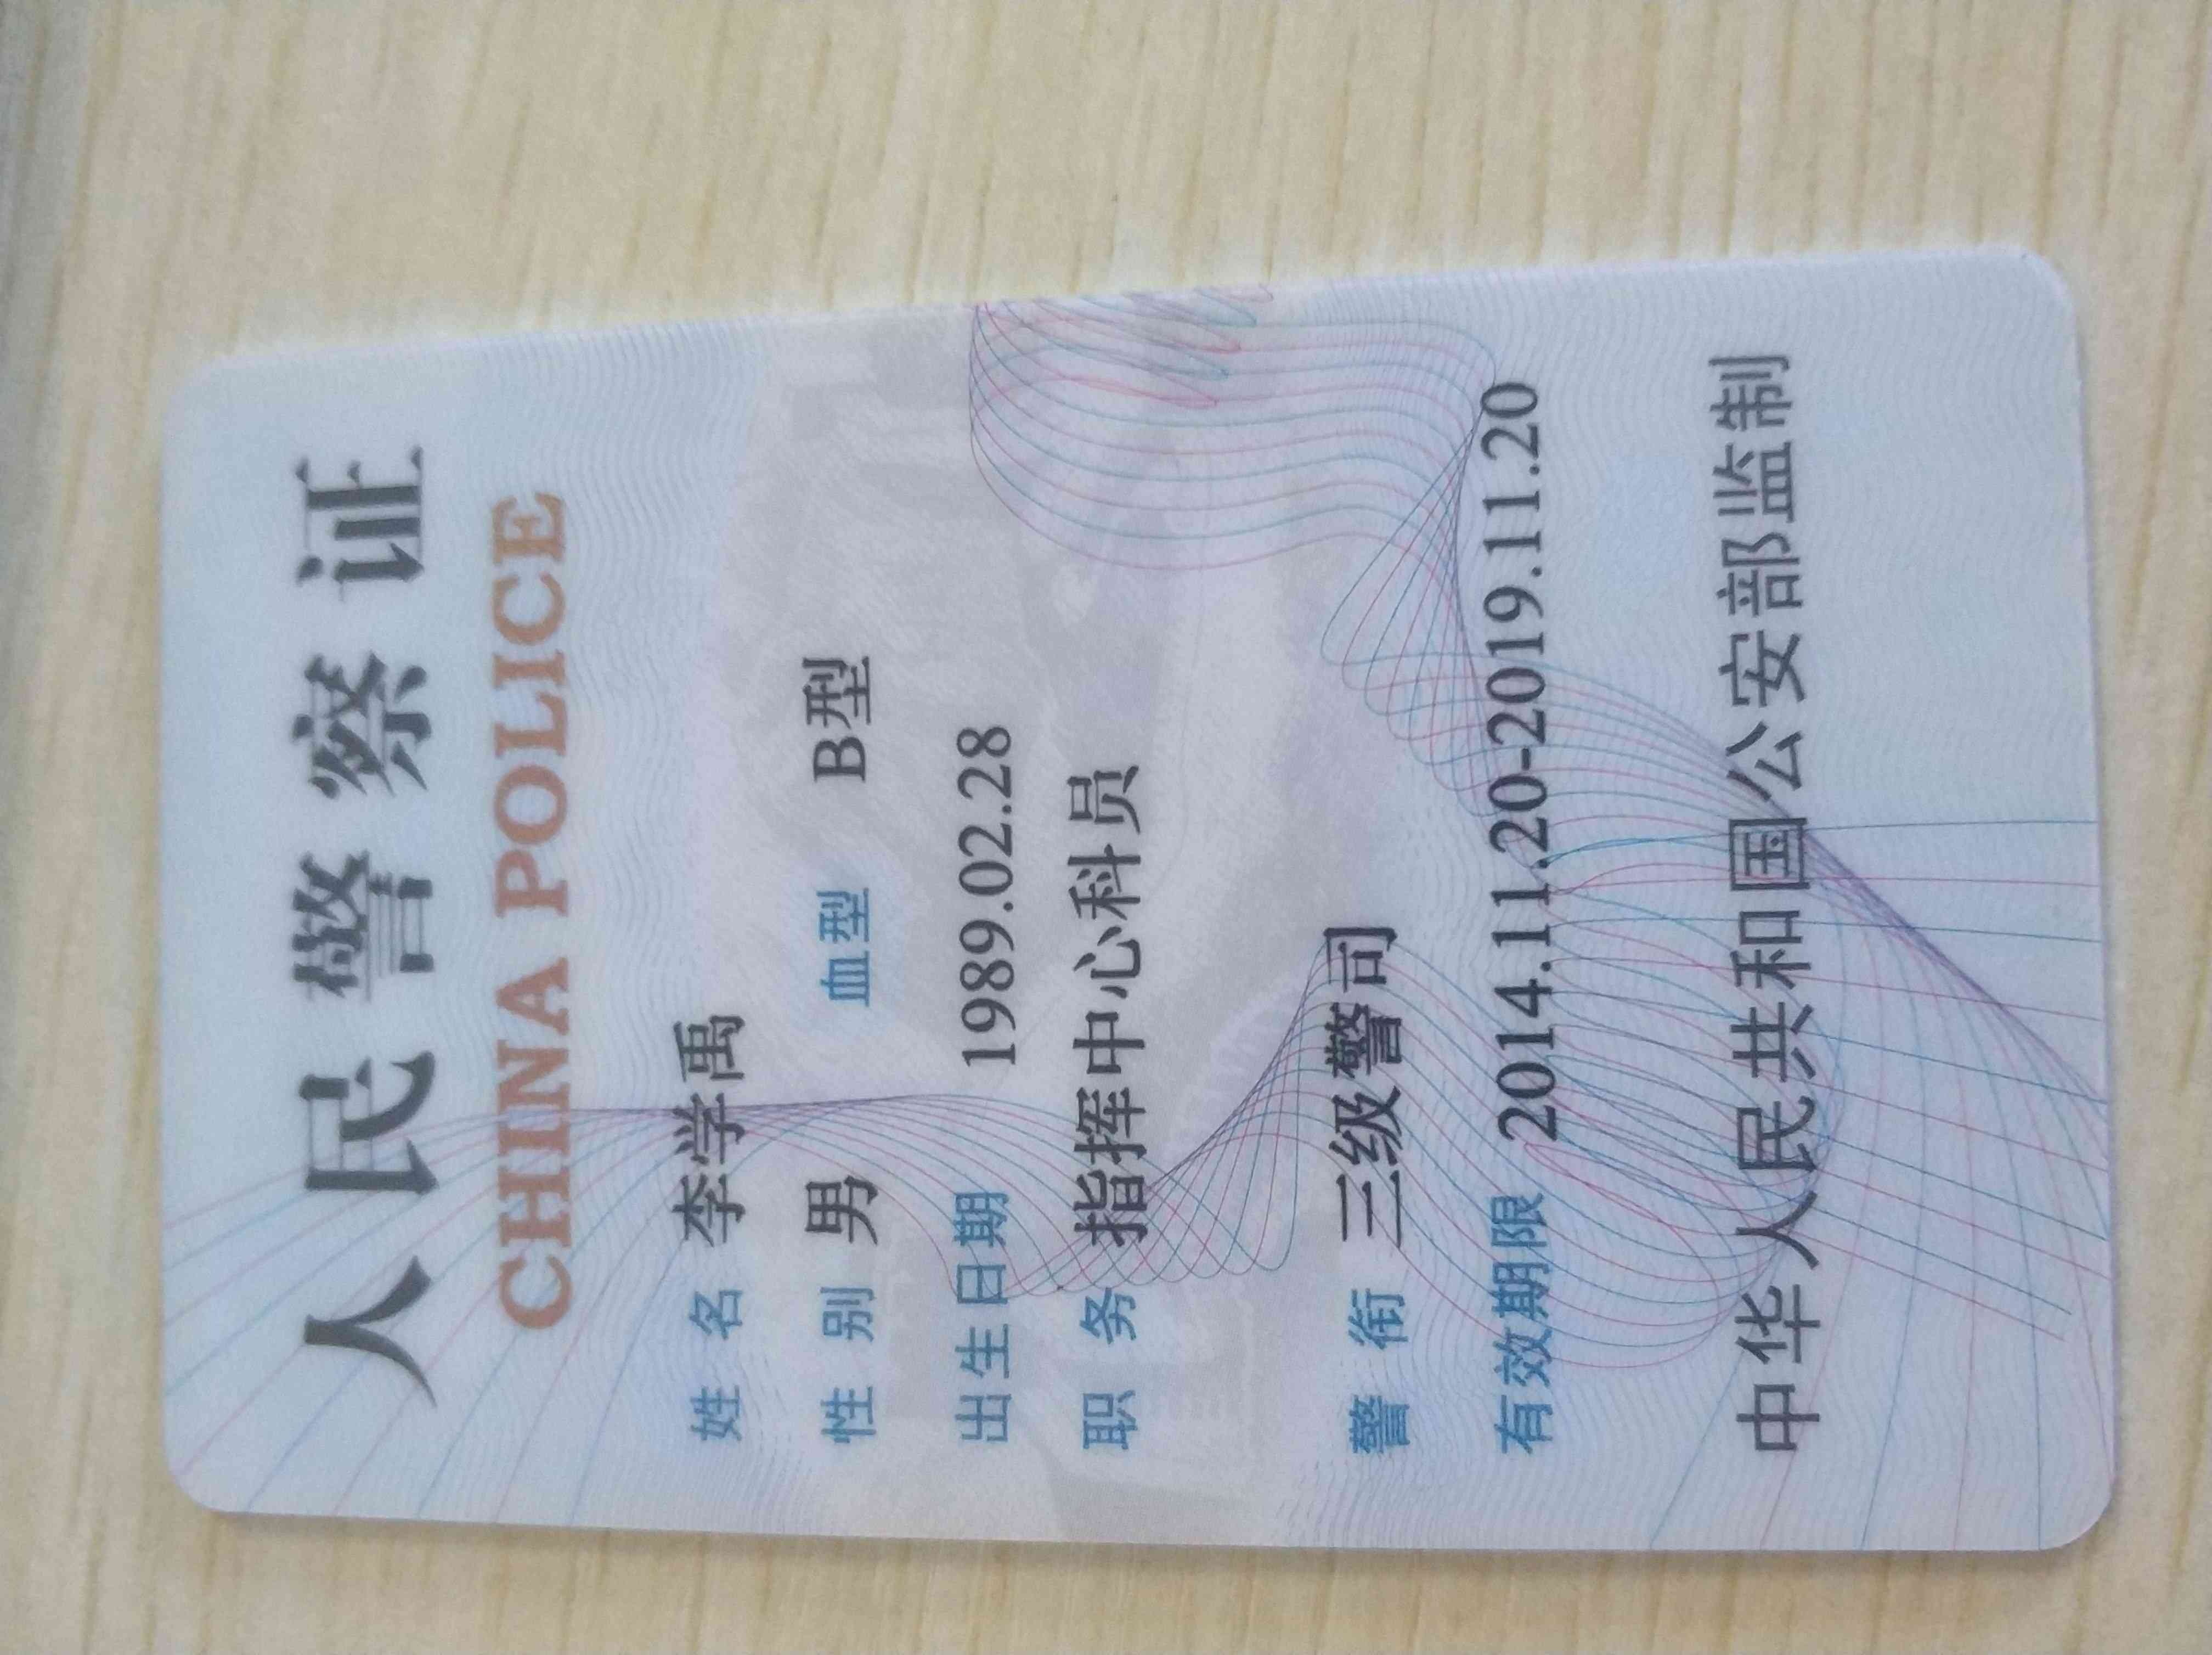 人民警察证
CHINA POLICE
姓 名 李学禹
性 别 男 血型 B型
出生日期 1989.02.28
职 务 指挥中心科员
警 衔 三级警司
有效期限 2014.11.20-2019.11.20
中华人民共和国公安部监制